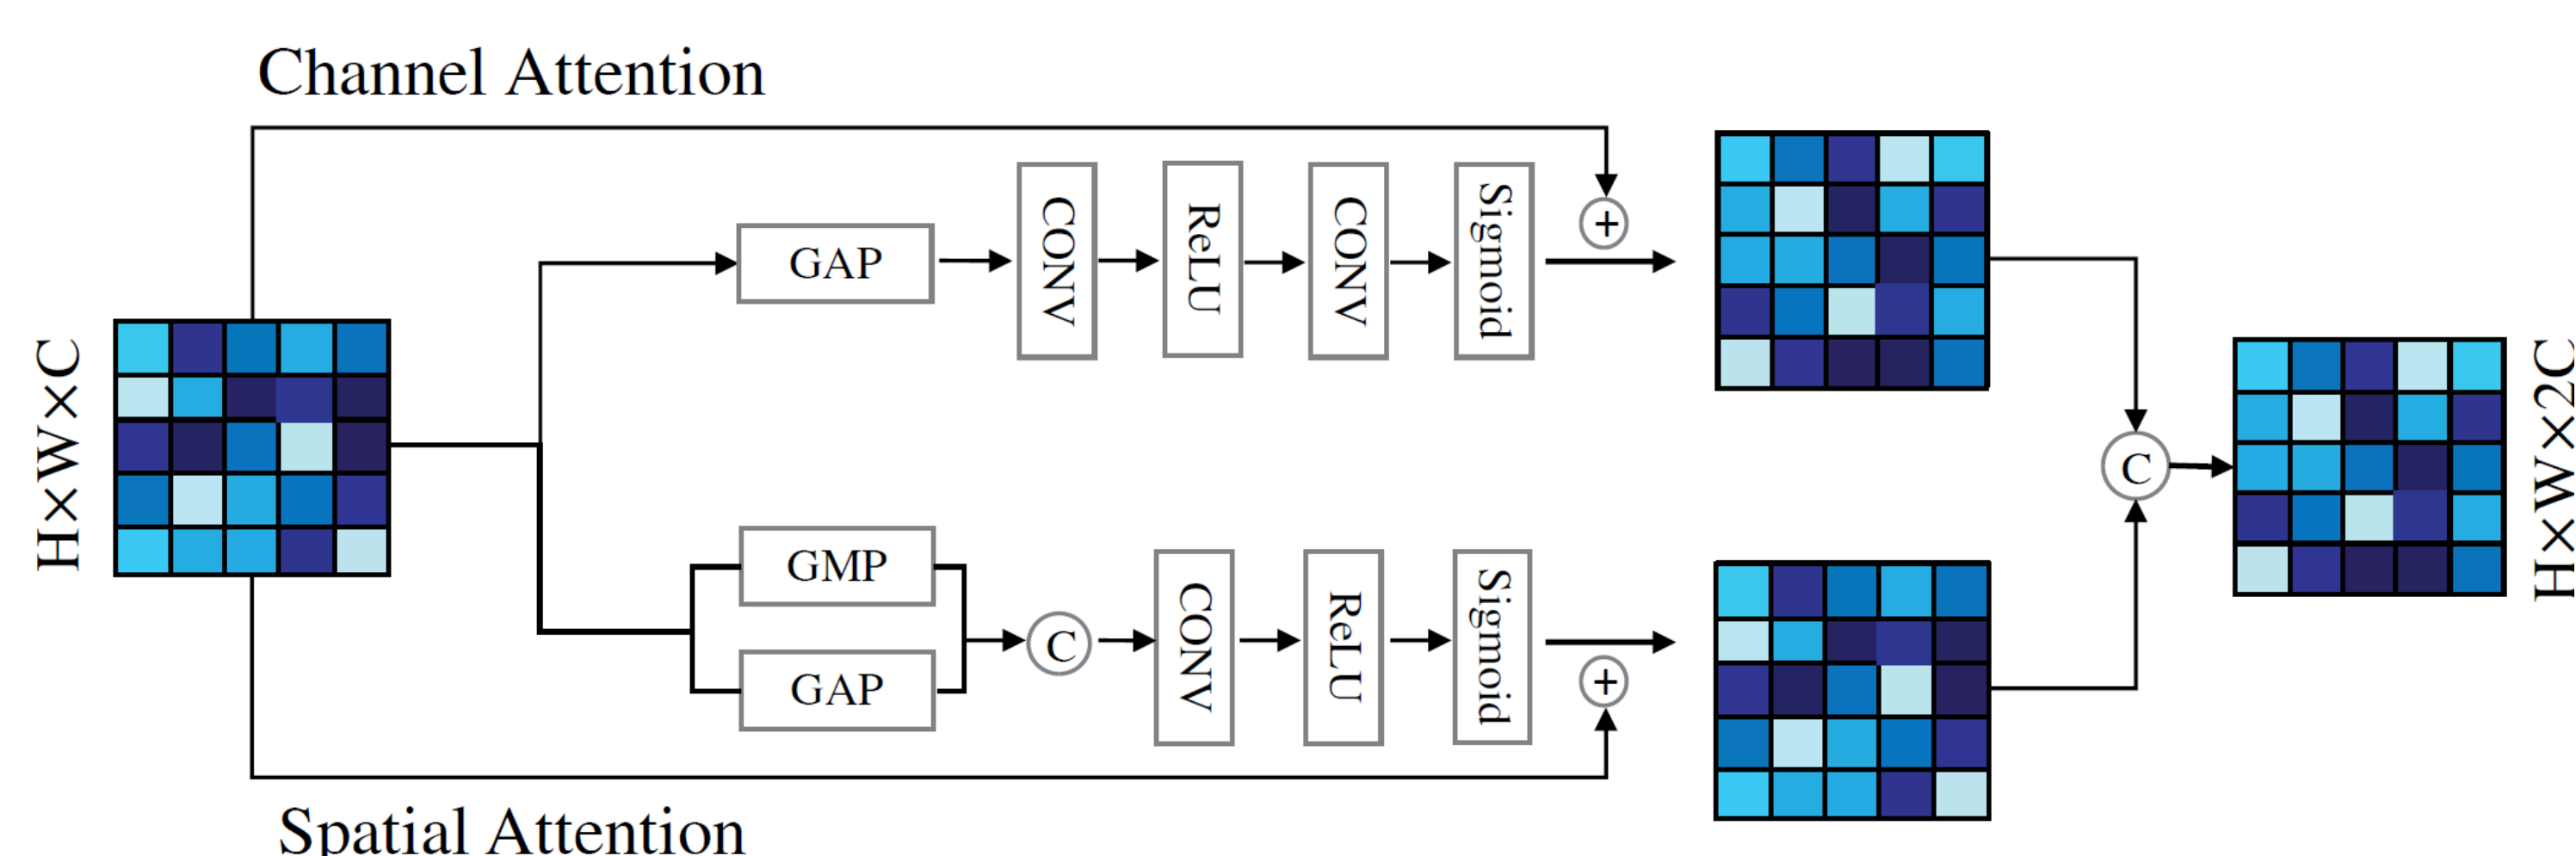 Channel Attention
H×W×C
GAP
CONV
ReLU
CONV
Sigmoid
+
GMP
GAP
C
CONV
ReLU
Sigmoid
+
C
H×W×2C
Spatial Attention